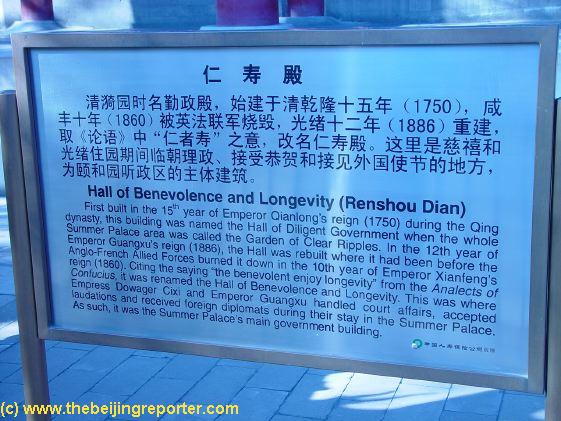 仁寿殿
清漪园时名勤政殿，始建于清乾隆十五年（1750），咸
丰十年（1860）被英法联军烧毁，光绪十二年（1886）重建，
取《论语》中“仁者寿”之意，改名仁寿殿。这里是慈禧和
光绪住园期间临朝理政、接受恭贺和接见外国使节的地方，
为颐和园听政区的主体建筑。
Hall of Benevolence and Longevity (Renshou Dian)
First built in the 15th year of Emperor Qianlong's reign (1750) during the Qing
dynasty, this building was named the Hall of Diligent Government when the whole
Summer Palace area was called the Garden of Clear Ripples. In the 12th year of
Emperor Guangxu's reign (1886), the Hall was rebuilt where it had been before the
Anglo-French Allied Forces burned it down in the 10th year of Emperor Xianfeng's
reign (1860). Citing the saying "the benevolent enjoy longevity" from the Analects of
Confucius, it was renamed the Hall of Benevolence and Longevity. This was where
Empress Dowager Cixi and Emperor Guangxu handled court affairs, accepted
laudations and received foreign diplomats during their stay in the Summer Palace.
As such, it was the Summer Palace's main government building.
中国人寿保险公司
(c) www.thebeijingreporter.com